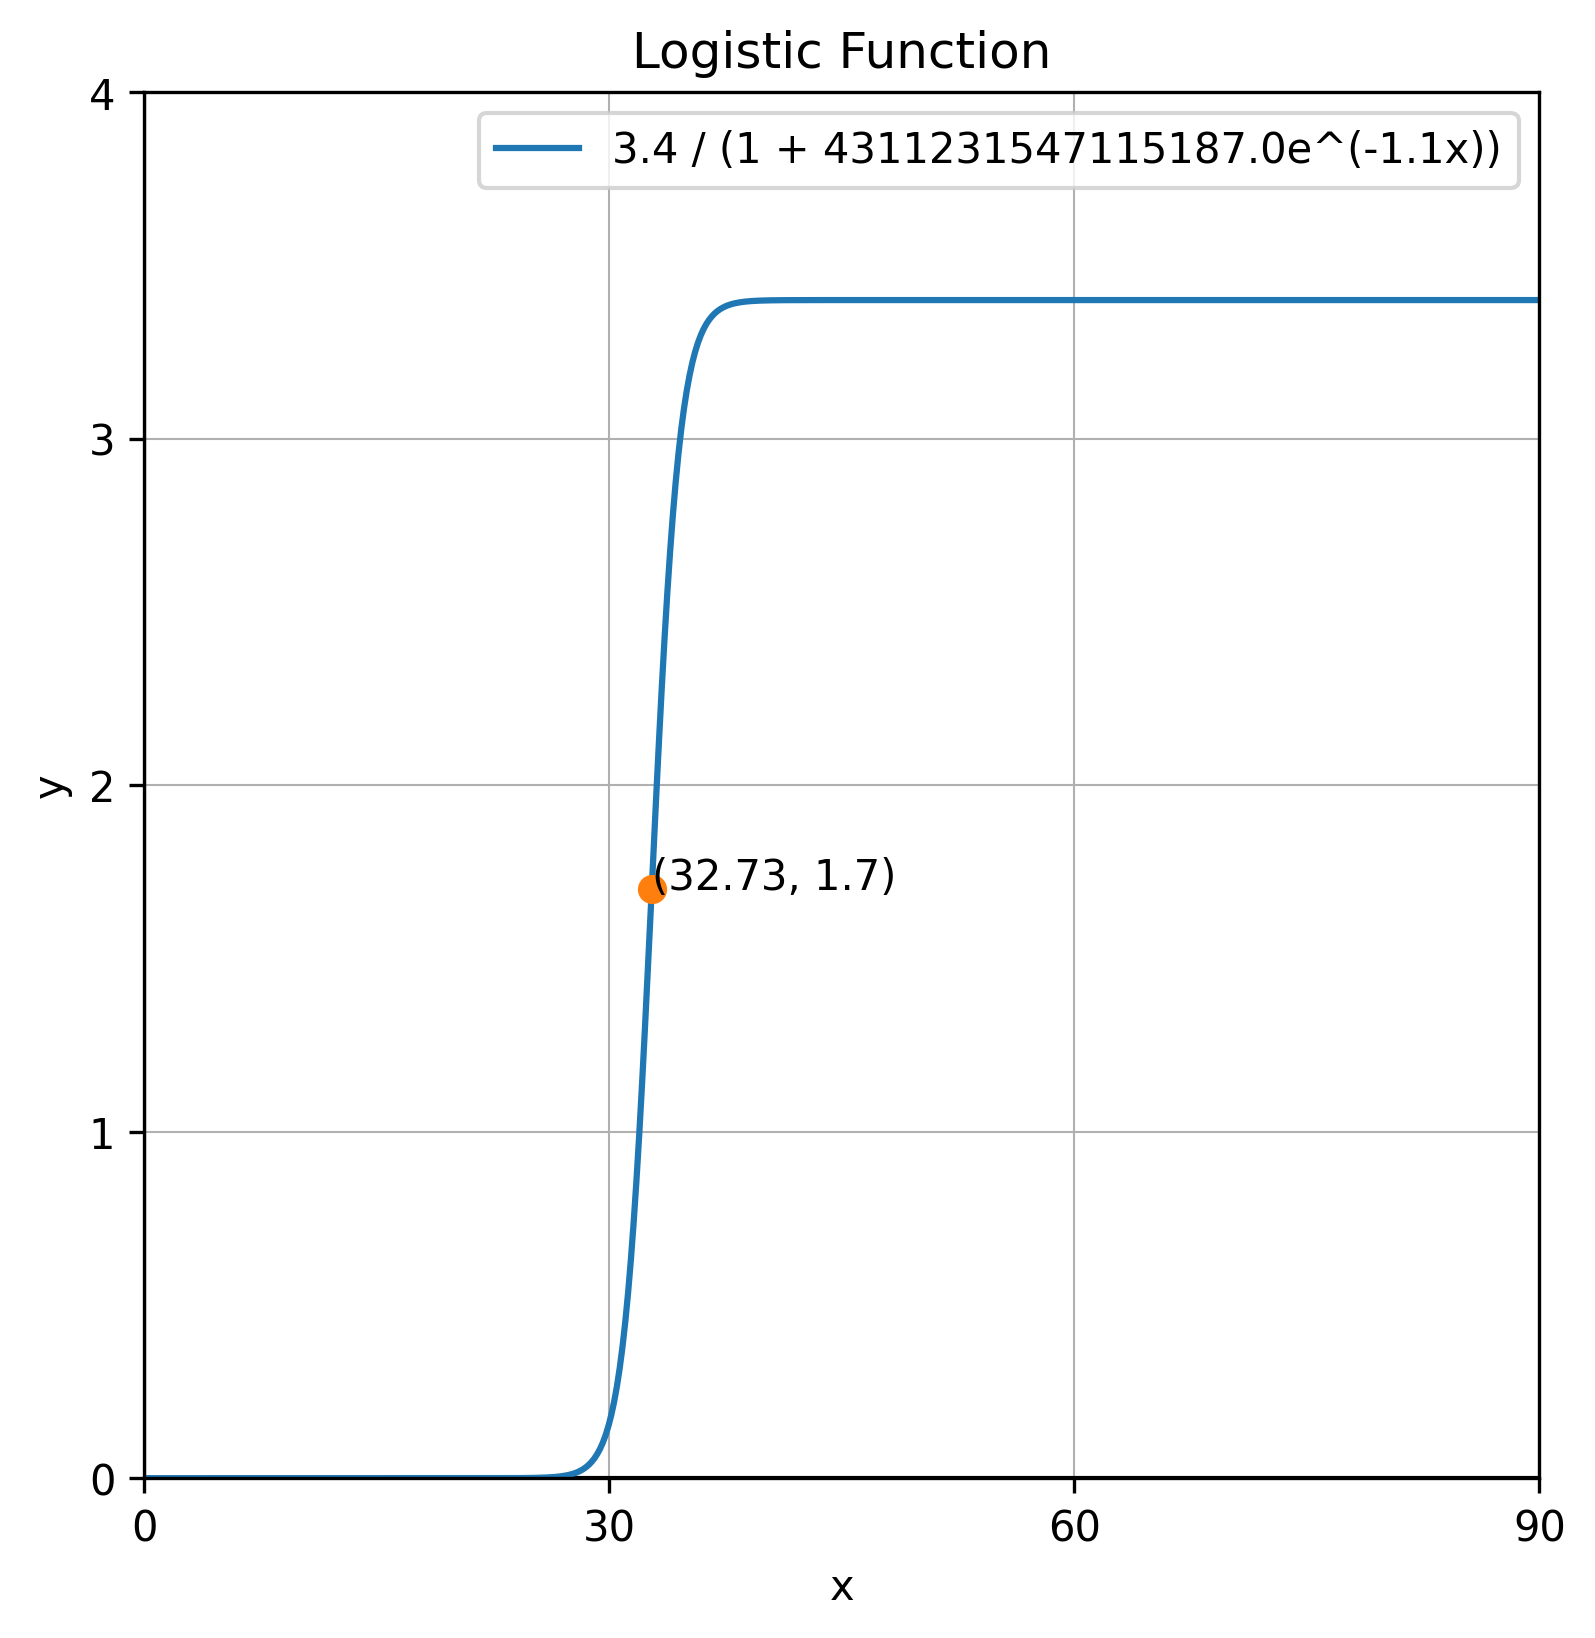 Logistic Function
3.4 / (1 + 4311231547115187.0e^(-1.1x))
4
3
2
1
0
y
(32.73, 1.7)
0 30 60 90
x